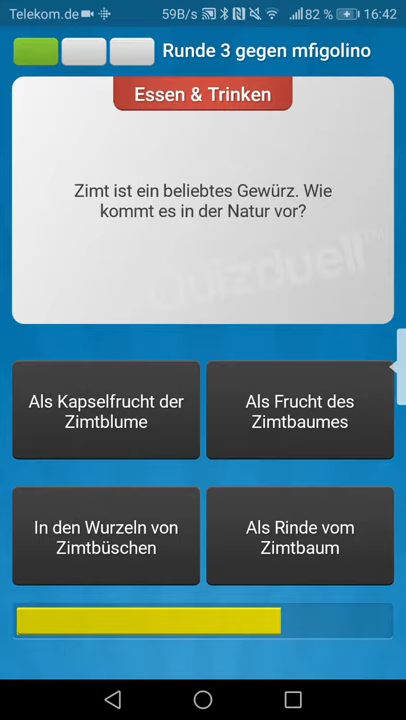 Telekom.de 59B/s 82 % 16:42
Runde 3 gegen mfigolino
Essen & Trinken
Zimt ist ein beliebtes Gewürz. Wie
kommt es in der Natur vor?
Quizduell™
Als Kapselfrucht der
Zimtblume
Als Frucht des
Zimtbaumes
In den Wurzeln von
Zimtbüschen
Als Rinde vom
Zimtbaum